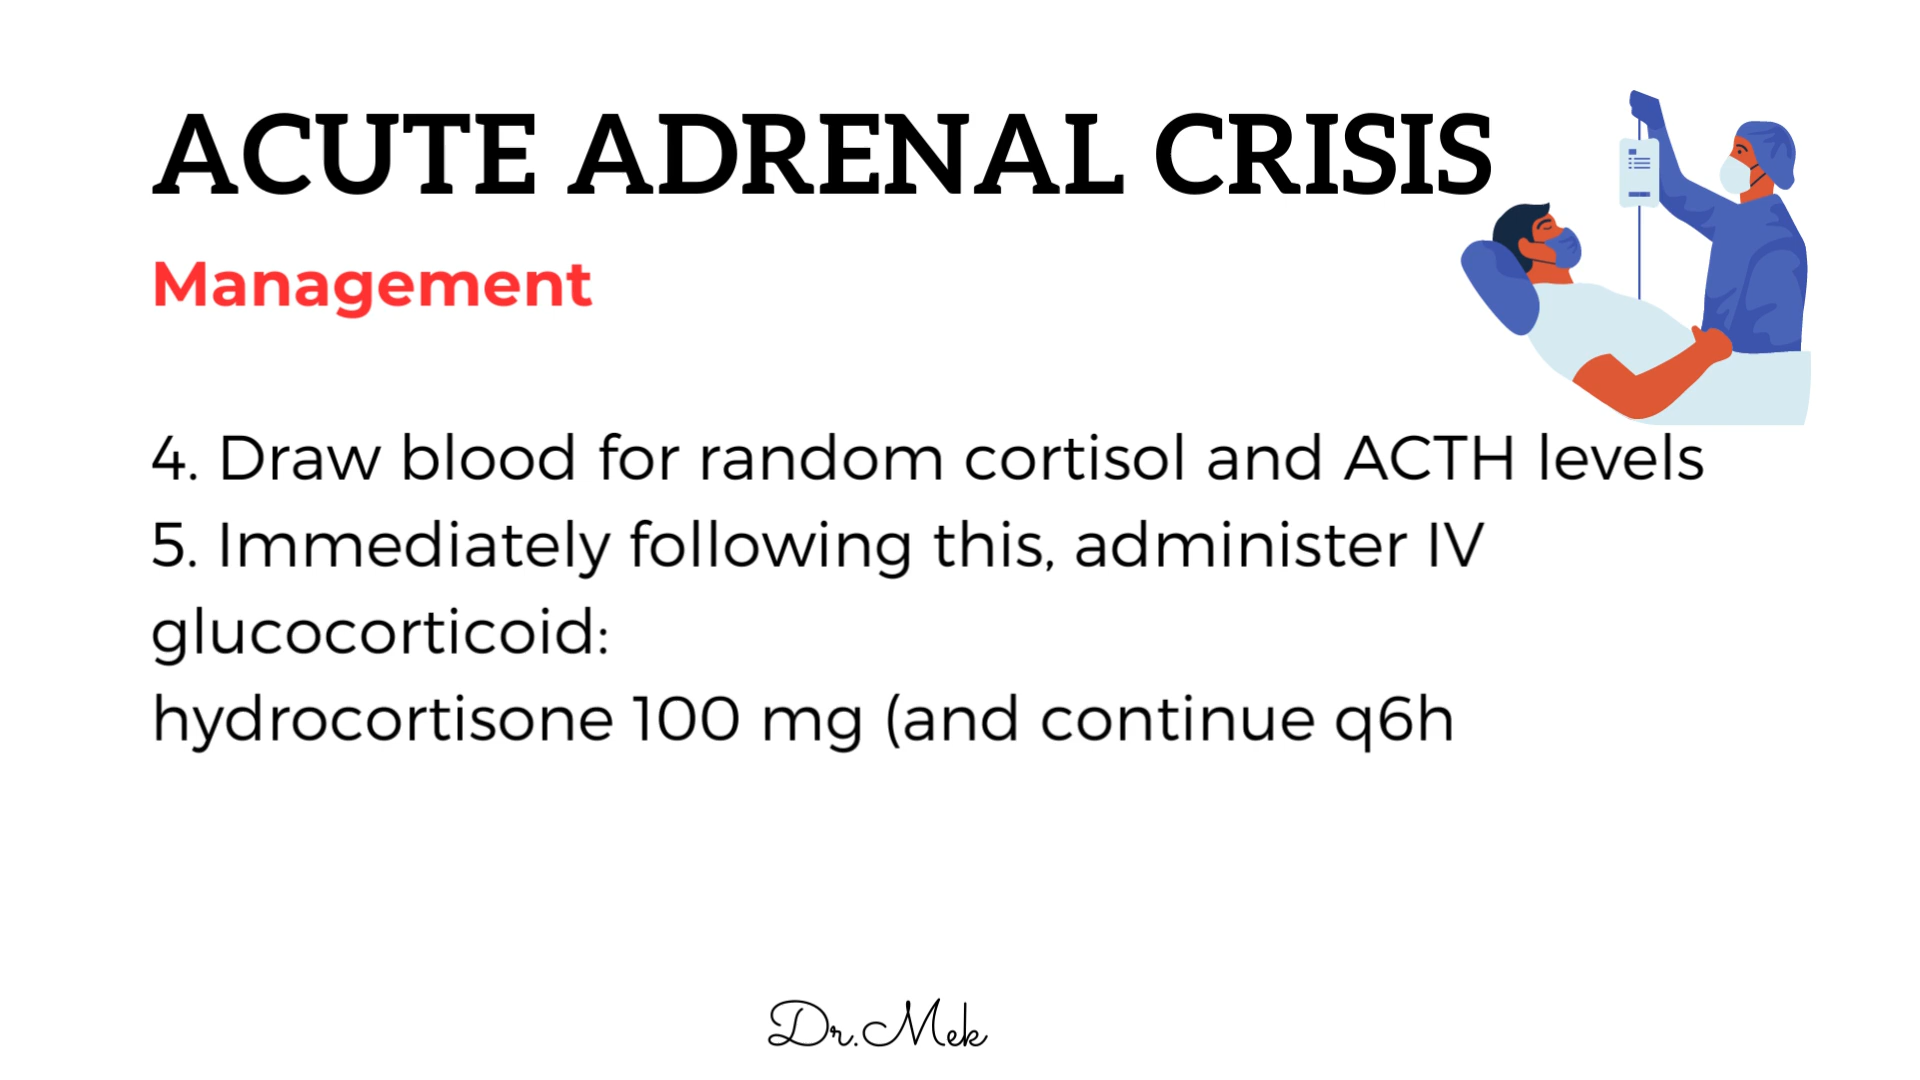 ACUTE ADRENAL CRISIS
Management
4. Draw blood for random cortisol and ACTH levels
5. Immediately following this, administer IV
glucocorticoid:
hydrocortisone 100 mg (and continue q6h
Dr.Mek